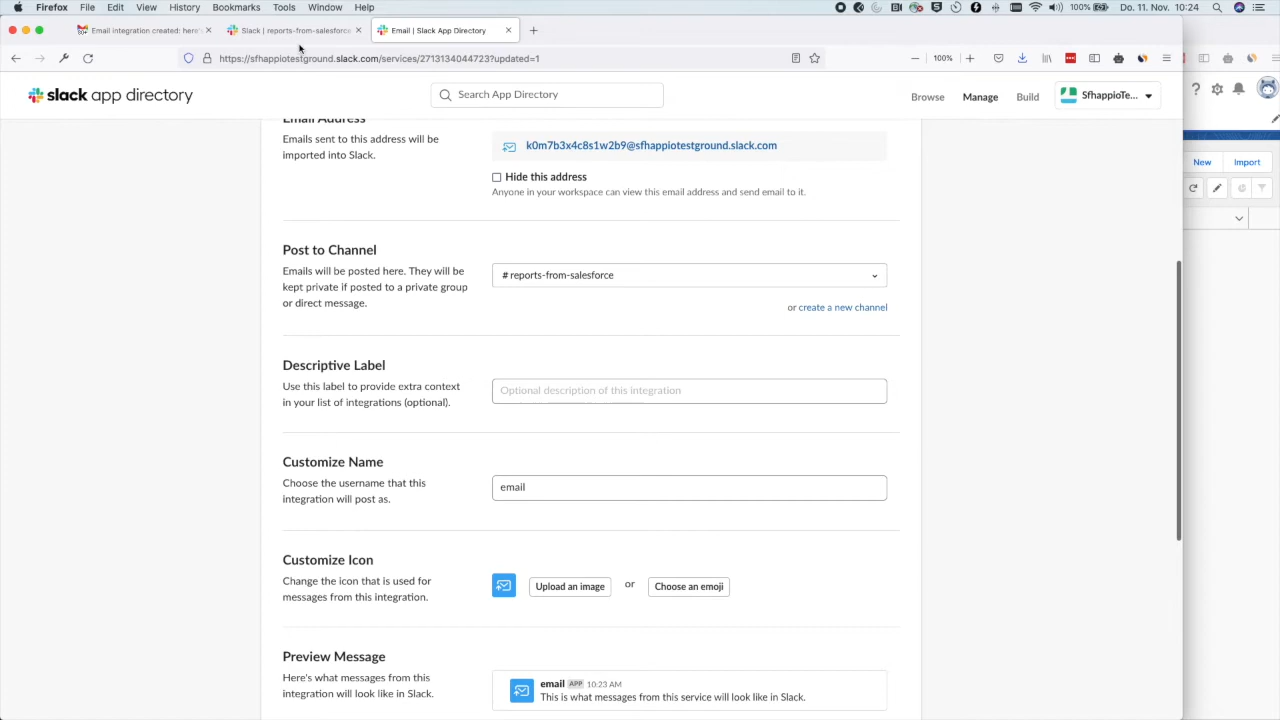 Firefox File Edit View History Bookmarks Tools Window Help 100% Do. 11. Nov. 10:24
Email integration created: here' Slack | reports-from-salesforce Email | Slack App Directory
https://sfhappiotestground.slack.com/services/2713134044723?updated=1 100%
slack app directory Search App Directory Browse Manage Build SfhappioTe...
Email Address
Emails sent to this address will be
imported into Slack.
k0m7b3x4c8s1w2b9@sfhappiotestground.slack.com
Hide this address
Anyone in your workspace can view this email address and send email to it.
New Import
Post to Channel
Emails will be posted here. They will be
kept private if posted to a private group
or direct message.
# reports-from-salesforce
or create a new channel
Descriptive Label
Use this label to provide extra context
in your list of integrations (optional).
Optional description of this integration
Customize Name
Choose the username that this
integration will post as.
email
Customize Icon
Change the icon that is used for
messages from this integration.
Upload an image or Choose an emoji
Preview Message
Here's what messages from this
integration will look like in Slack.
email APP 10:23 AM
This is what messages from this service will look like in Slack.